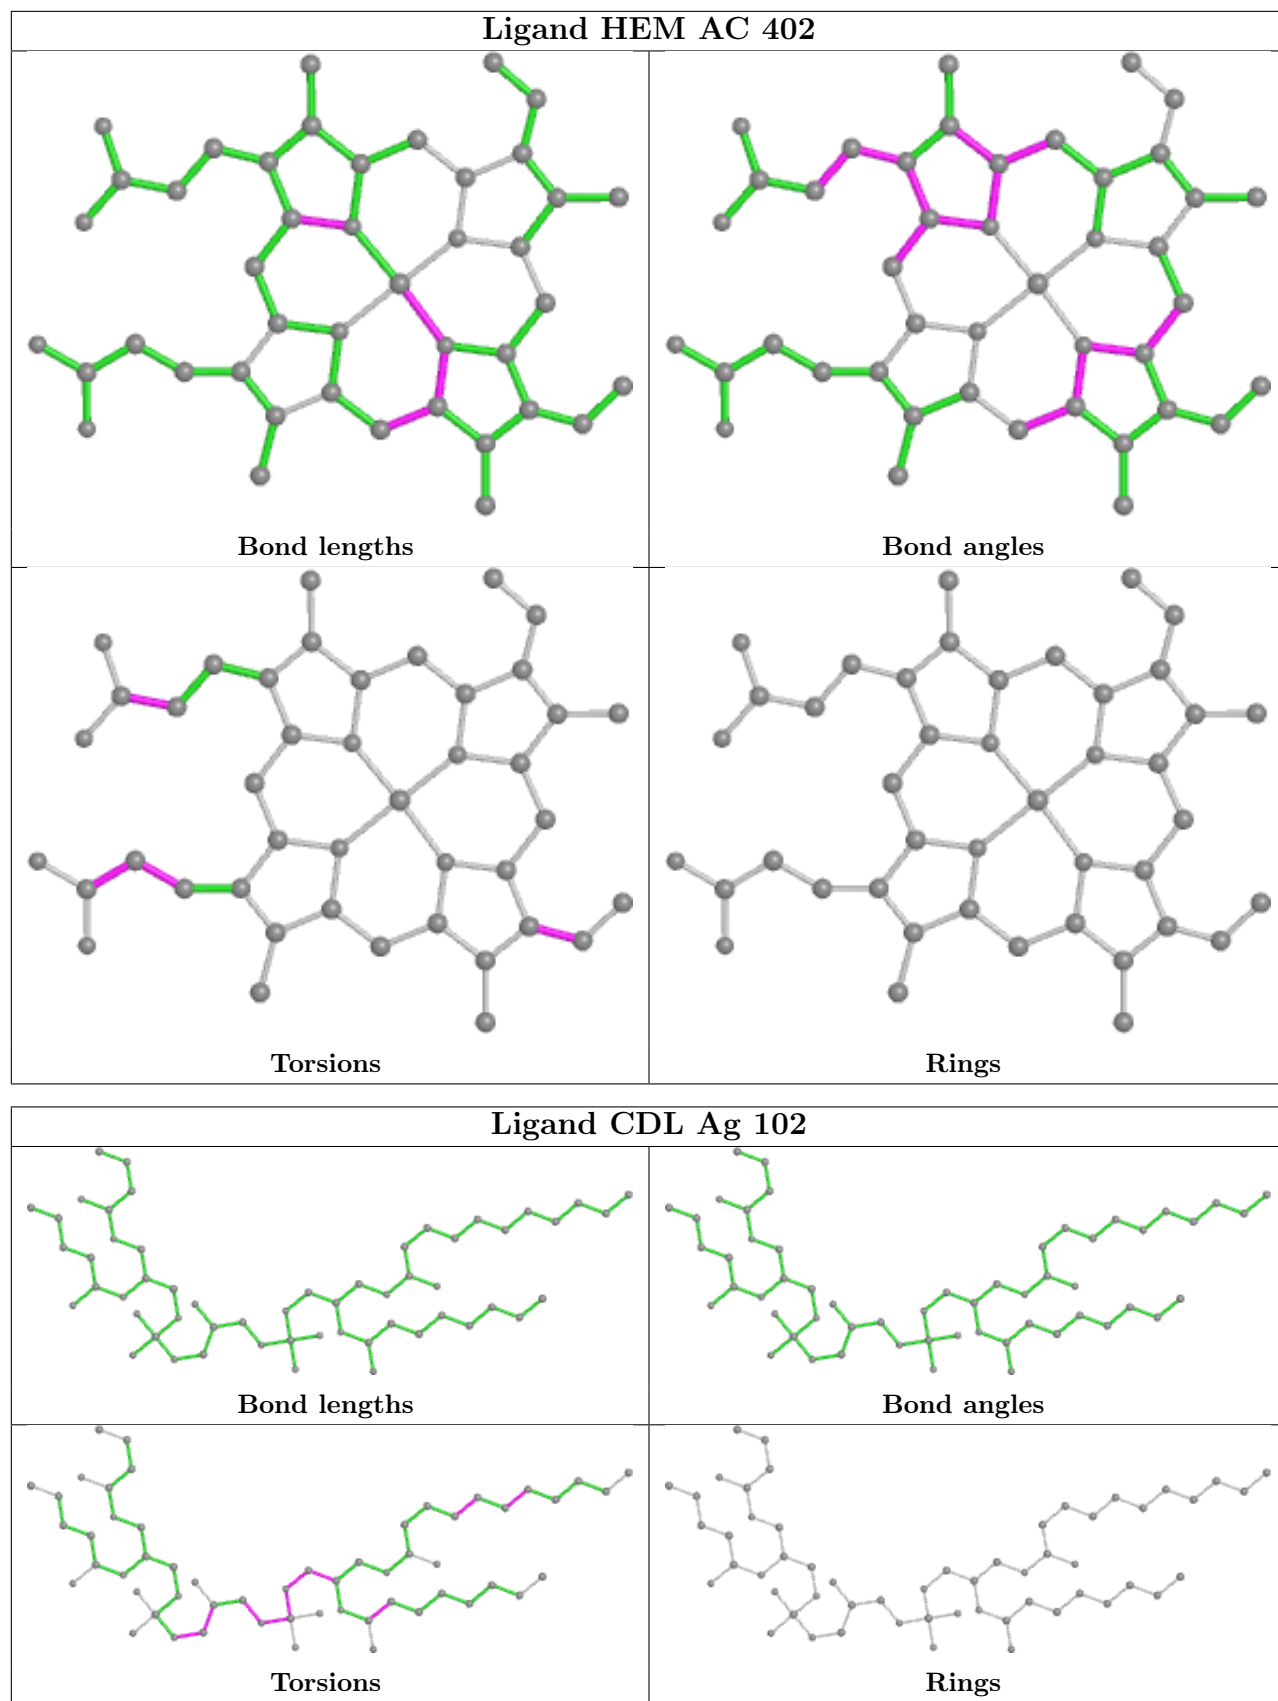 Ligand HEM AC 402
Bond lengths
Bond angles
Torsions
Rings
Ligand CDL Ag 102
Bond lengths
Bond angles
Torsions
Rings